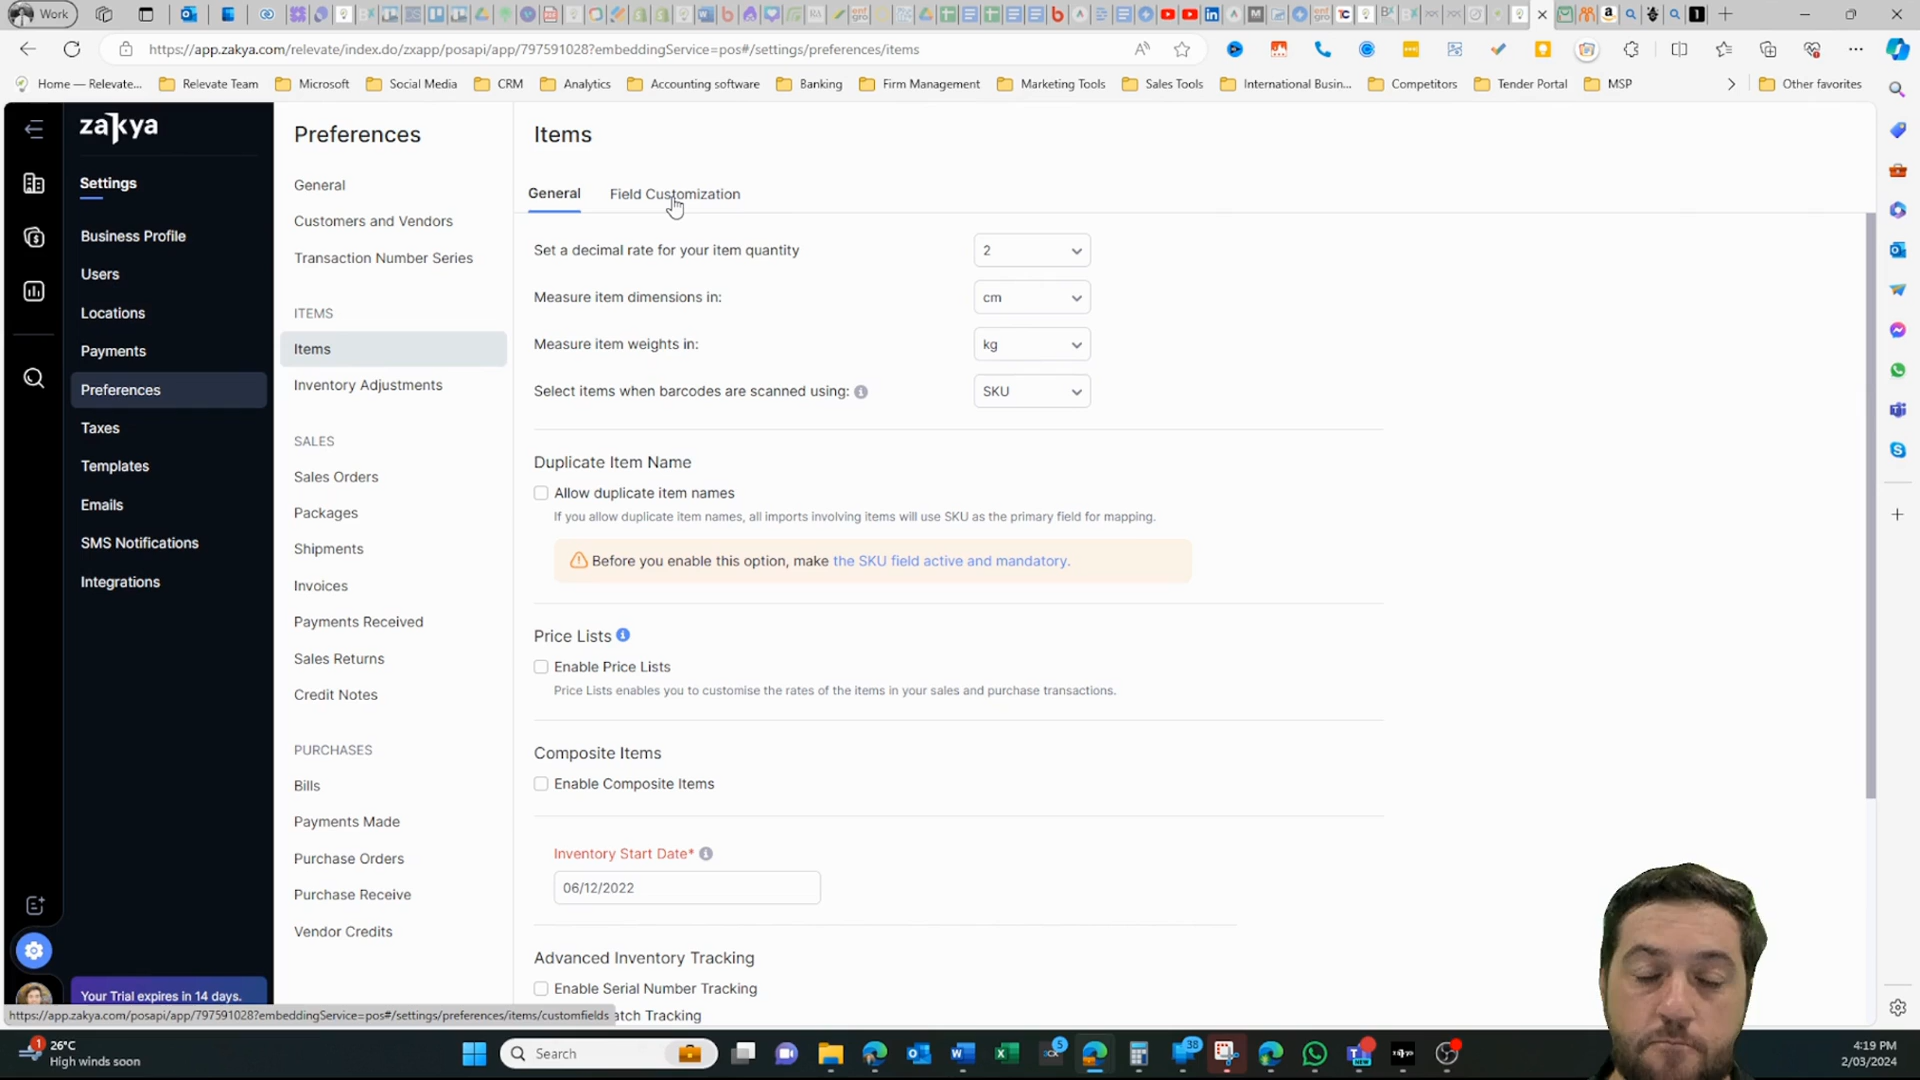 Work
https://app.zakya.com/relevate/index.do/zxapp/posapi/app/797591028?embeddingService=pos#/settings/preferences/items
Home — Relevate...
Relevate Team
Microsoft
Social Media
CRM
Analytics
Accounting software
Banking
Firm Management
Marketing Tools
Sales Tools
International Busin...
Competitors
Tender Portal
MSP
Other favorites
zakya
Settings
Business Profile
Users
Locations
Payments
Preferences
Taxes
Templates
Emails
SMS Notifications
Integrations
Your Trial expires in 14 days.
Preferences
General
Customers and Vendors
Transaction Number Series
ITEMS
Items
Inventory Adjustments
SALES
Sales Orders
Packages
Shipments
Invoices
Payments Received
Sales Returns
Credit Notes
PURCHASES
Bills
Payments Made
Purchase Orders
Purchase Receive
Vendor Credits
Items
General
Field Customization
Set a decimal rate for your item quantity
2
Measure item dimensions in:
cm
Measure item weights in:
kg
Select items when barcodes are scanned using:
SKU
Duplicate Item Name
Allow duplicate item names
If you allow duplicate item names, all imports involving items will use SKU as the primary field for mapping.
Before you enable this option, make the SKU field active and mandatory.
Price Lists
Enable Price Lists
Price Lists enables you to customise the rates of the items in your sales and purchase transactions.
Composite Items
Enable Composite Items
Inventory Start Date*
06/12/2022
Advanced Inventory Tracking
Enable Serial Number Tracking
atch Tracking
https://app.zakya.com/posapi/app/797591028?embeddingService=pos#/settings/preferences/items/customfields
1
26°C
High winds soon
Search
5
38
NEW
4:19 PM
2/03/2024